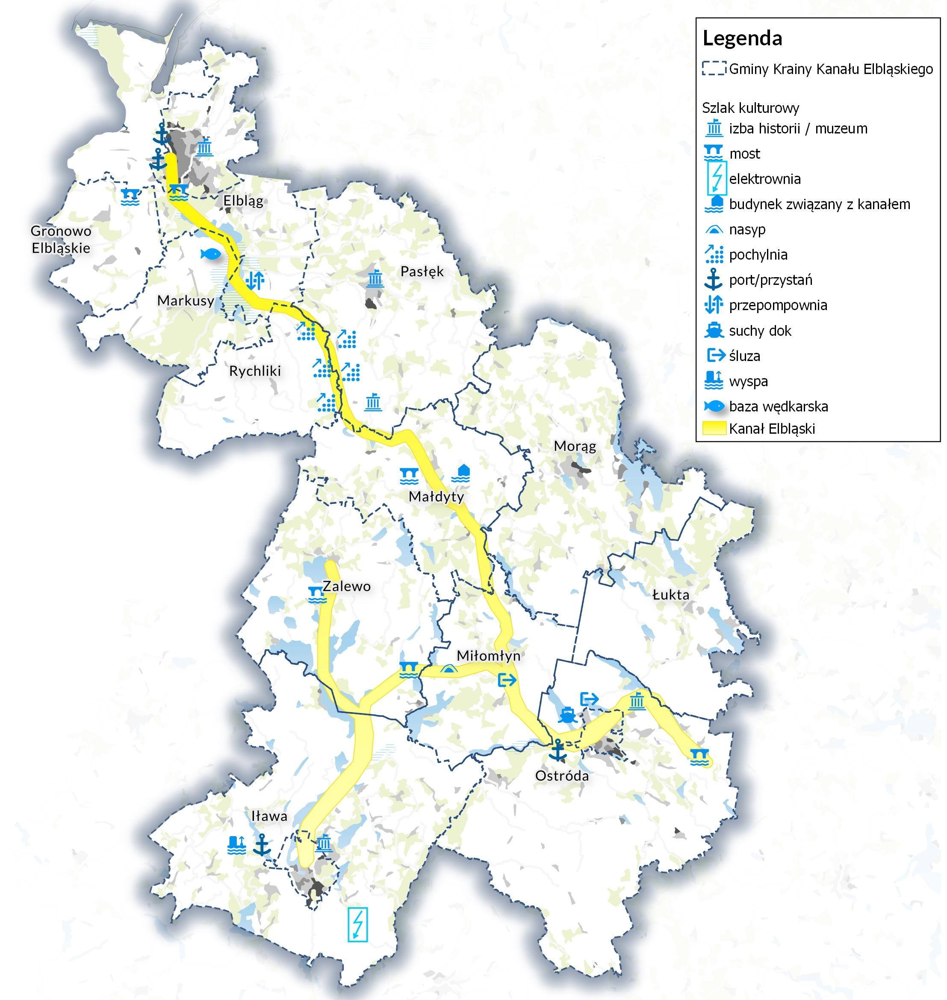 Legenda
Gminy Krainy Kanału Elbląskiego
Szlak kulturowy
izba historii / muzeum
most
elektrownia
budynek związany z kanałem
nasyp
pochylnia
port/przystań
przepompownia
suchy dok
śluza
wyspa
baza wędkarska
Kanał Elbląski
Elbląg
Gronowo
Elbląskie
Pasłęk
Markusy
Rychliki
Morąg
Małdyty
Zalewo
Łukta
Miłomłyn
Ostróda
Iława